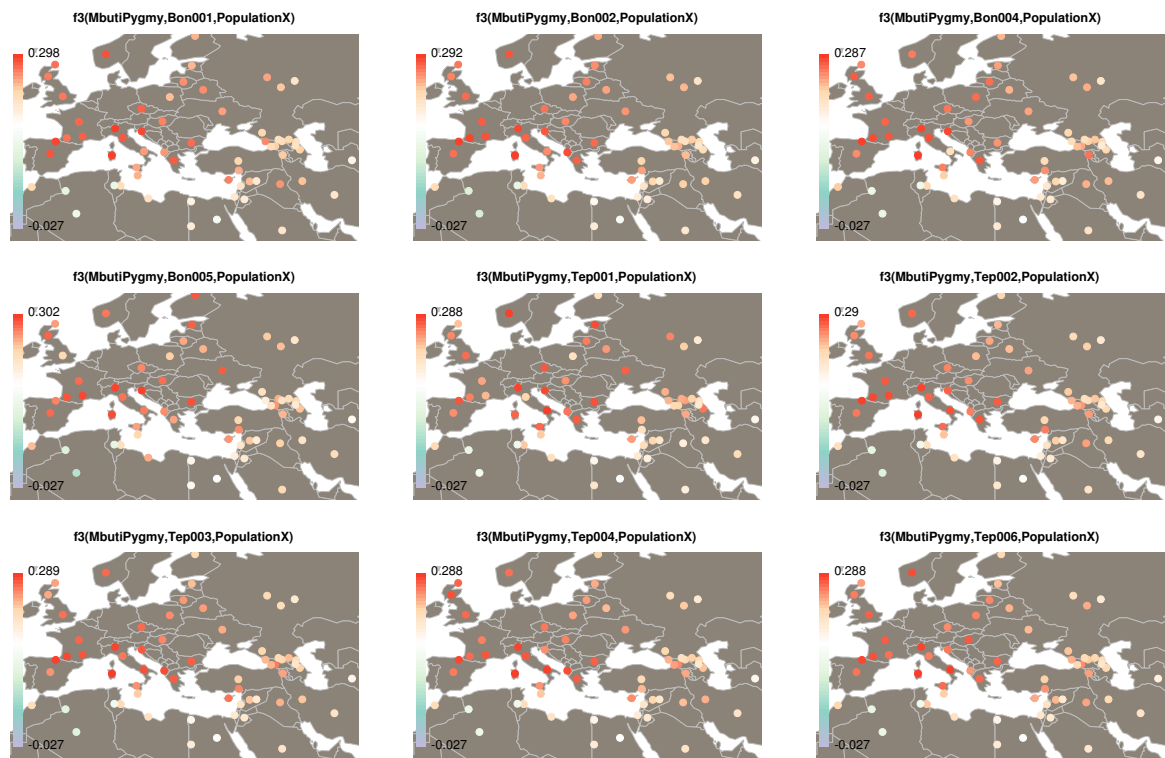 f3(MbutiPygmy,Bon001,PopulationX)
0.298
-0.027
f3(MbutiPygmy,Bon002,PopulationX)
0.292
-0.027
f3(MbutiPygmy,Bon004,PopulationX)
0.287
-0.027
f3(MbutiPygmy,Bon005,PopulationX)
0.302
-0.027
f3(MbutiPygmy,Tep001,PopulationX)
0.288
-0.027
f3(MbutiPygmy,Tep002,PopulationX)
0.29
-0.027
f3(MbutiPygmy,Tep003,PopulationX)
0.289
-0.027
f3(MbutiPygmy,Tep004,PopulationX)
0.288
-0.027
f3(MbutiPygmy,Tep006,PopulationX)
0.288
-0.027